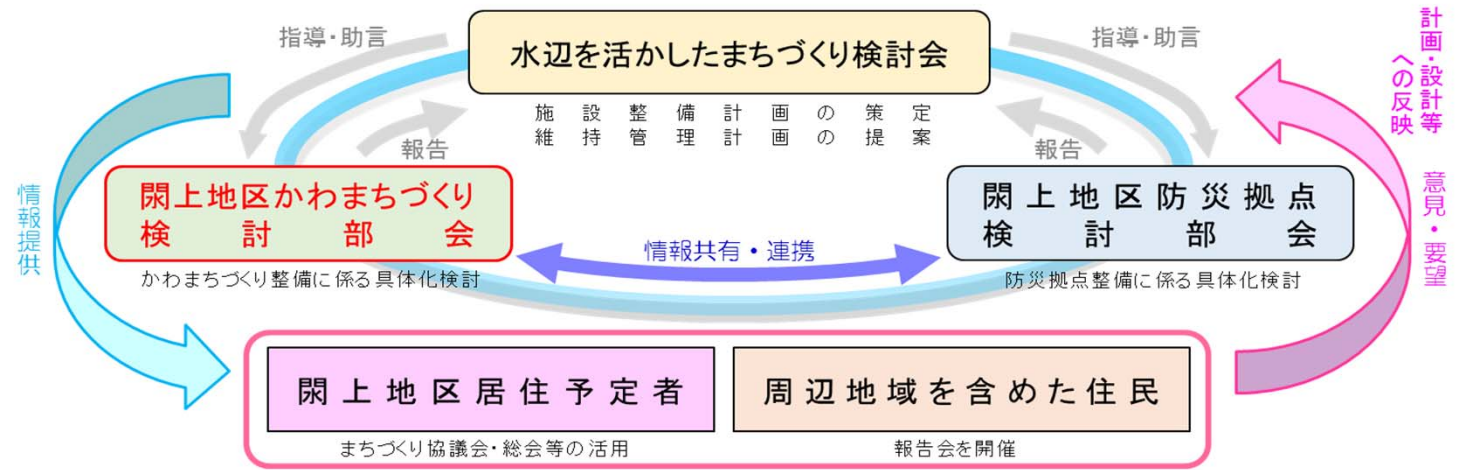 指導・助言
水辺を活かしたまちづくり検討会
指導・助言
施設整備計画の策定
維持管理計画の提案
報告
報告
計画・設計等
への反映
閖上地区かわまちづくり
検討部会
かわまちづくり整備に係る具体化検討
情報共有・連携
閖上地区防災拠点
検討部会
防災拠点整備に係る具体化検討
情報提供
意見・要望
閖上地区居住予定者
まちづくり協議会・総会等の活用
周辺地域を含めた住民
報告会を開催